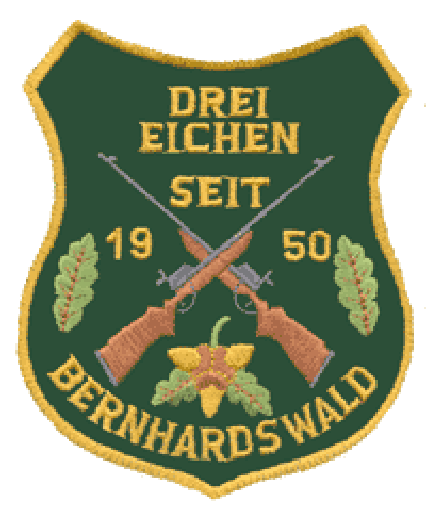 DREI
EICHEN
SEIT
19 50
BERNHARDSWALD